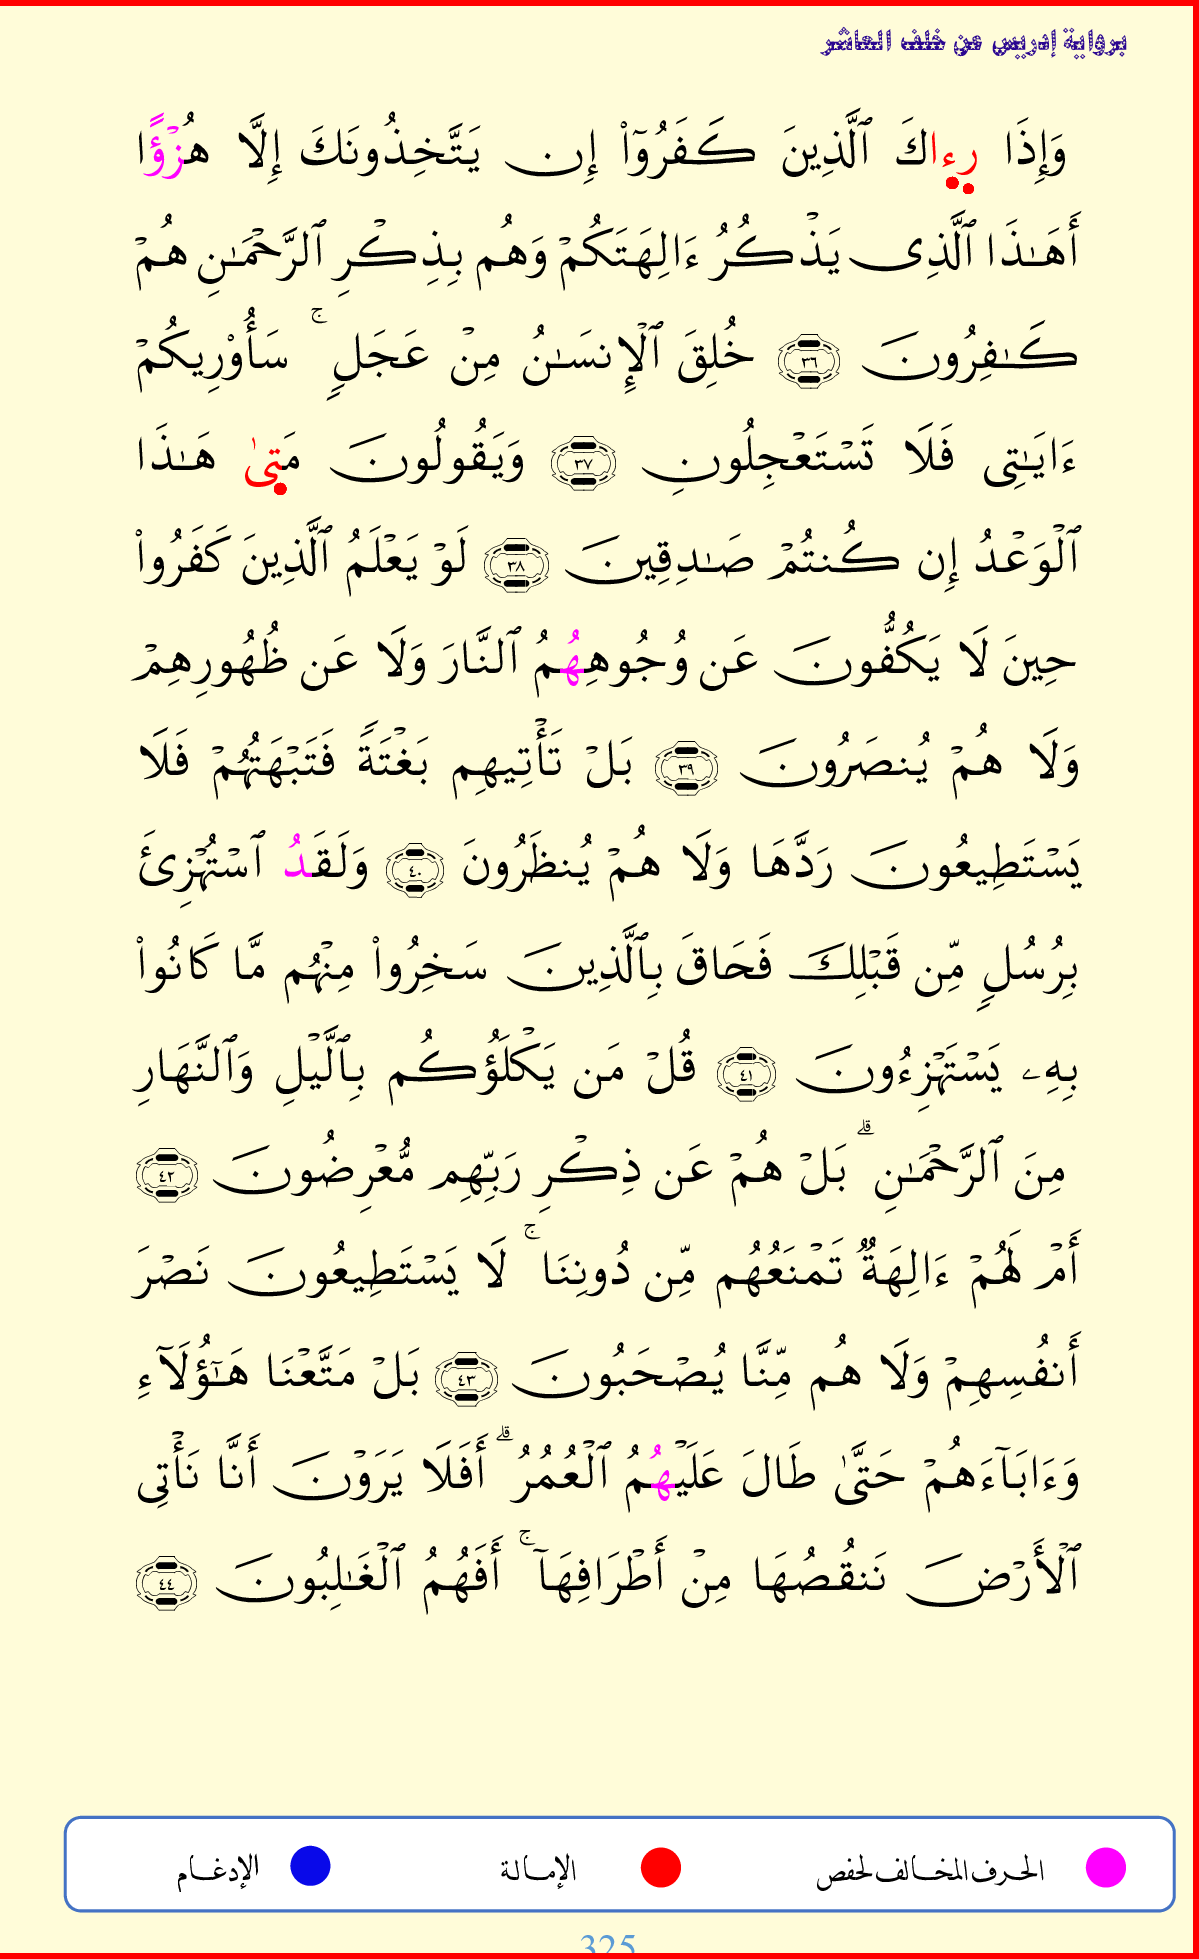 برواية إدريس عن خلف العاشر
وَإِذَا رِءِاكَ ٱلَّذِينَ كَفَرُوٓاْ إِن يَتَّخِذُونَكَ إِلَّا هُزْؤًا
أَهَٰذَا ٱلَّذِى يَذْكُرُ ءَالِهَتَكُمْ وَهُم بِذِكْرِ ٱلرَّحْمَٰنِ هُمْ
كَٰفِرُونَ ٣٦ خُلِقَ ٱلْإِنسَٰنُ مِنْ عَجَلٍ ۚ سَأُوْرِيكُمْ
ءَايَٰتِى فَلَا تَسْتَعْجِلُونِ ٣٧ وَيَقُولُونَ مَتِىٰ هَٰذَا
ٱلْوَعْدُ إِن كُنتُمْ صَٰدِقِينَ ٣٨ لَوْ يَعْلَمُ ٱلَّذِينَ كَفَرُواْ
حِينَ لَا يَكُفُّونَ عَن وُجُوهِهُمُ ٱلنَّارَ وَلَا عَن ظُهُورِهِمْ
وَلَا هُمْ يُنصَرُونَ ٣٩ بَلْ تَأْتِيهِم بَغْتَةً فَتَبْهَتُهُمْ فَلَا
يَسْتَطِيعُونَ رَدَّهَا وَلَا هُمْ يُنظَرُونَ ٤٠ وَلَقَدُ ٱسْتُهْزِئَ
بِرُسُلٍ مِّن قَبْلِكَ فَحَاقَ بِٱلَّذِينَ سَخِرُواْ مِنْهُم مَّا كَانُواْ
بِهِۦ يَسْتَهْزِءُونَ ٤١ قُلْ مَن يَكْلَؤُكُم بِٱلَّيْلِ وَٱلنَّهَارِ
مِنَ ٱلرَّحْمَٰنِ ۗ بَلْ هُمْ عَن ذِكْرِ رَبِّهِم مُّعْرِضُونَ ٤٢
أَمْ لَهُمْ ءَالِهَةٌ تَمْنَعُهُم مِّن دُونِنَا ۚ لَا يَسْتَطِيعُونَ نَصْرَ
أَنفُسِهِمْ وَلَا هُم مِّنَّا يُصْحَبُونَ ٤٣ بَلْ مَتَّعْنَا هَٰٓؤُلَآءِ
وَءَابَآءَهُمْ حَتَّىٰ طَالَ عَلَيْهُمُ ٱلْعُمُرُ ۗ أَفَلَا يَرَوْنَ أَنَّا نَأْتِى
ٱلْأَرْضَ نَنقُصُهَا مِنْ أَطْرَافِهَآ ۚ أَفَهُمُ ٱلْغَٰلِبُونَ ٤٤
الحرف المخالف لحفص الإمالة الإدغام
325